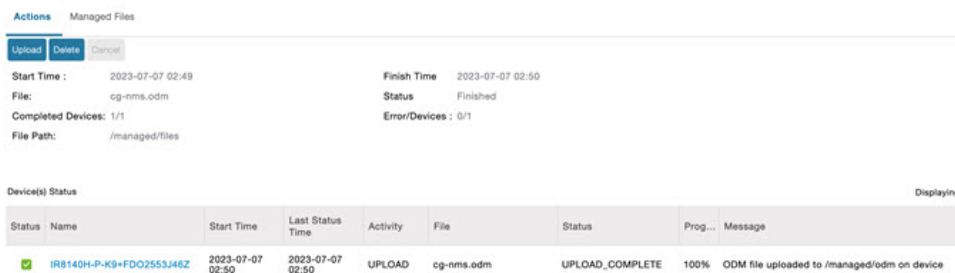 Actions Managed Files
Upload Delete Cancel
Start Time : 2023-07-07 02:49 Finish Time 2023-07-07 02:50
File: cg-nms.odm Status Finished
Completed Devices: 1/1 Error/Devices : 0/1
File Path: /managed/files
Device(s) Status Displaying
Status Name Start Time Last Status Time Activity File Status Prog... Message
IR8140H-P-K9+FDO2553J46Z 2023-07-07 02:50 2023-07-07 02:50 UPLOAD cg-nms.odm UPLOAD_COMPLETE 100% ODM file uploaded to /managed/odm on device